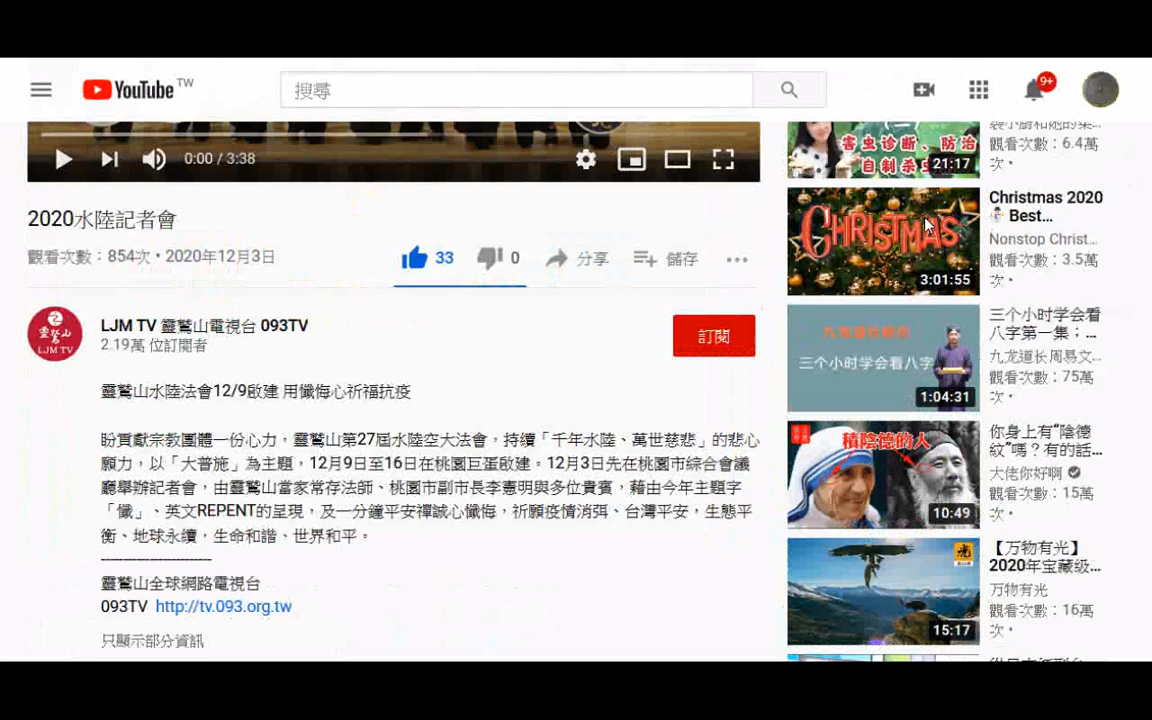 YouTube TW
搜尋
9+
0:00 / 3:38
2020水陸記者會
觀看次數：854次 • 2020年12月3日
33
0
分享
儲存
LJM TV
LJM TV 靈鷲山電視台 093TV
2.19萬 位訂閱者
訂閱
靈鷲山水陸法會12/9啟建 用懺悔心祈福抗疫
盼貢獻宗教團體一份心力，靈鷲山第27屆水陸空大法會，持續「千年水陸、萬世慈悲」的悲心
願力，以「大普施」為主題，12月9日至16日在桃園巨蛋啟建。12月3日先在桃園市綜合會議
廳舉辦記者會，由靈鷲山當家常存法師、桃園市副市長李憲明與多位貴賓，藉由今年主題字
「懺」、英文REPENT的呈現，及一分鐘平安禪誠心懺悔，祈願疫情消弭、台灣平安，生態平
衡、地球永續，生命和諧、世界和平。
-----------------------
靈鷲山全球網路電視台
093TV http://tv.093.org.tw
只顯示部分資訊
害虫诊断、防治
自制杀
21:17
觀看次數：6.4萬
次 •
CHRISTMAS
3:01:55
Christmas 2020
⛄ Best...
Nonstop Christ...
觀看次數：3.5萬
次 •
九龙道长
三个小时学会看八字
1:04:31
三个小时学会看
八字第一集；...
九龙道长周易文...
觀看次數：75萬
次 •
積陰德的人
10:49
你身上有“陰德
紋”嗎？有的話...
大佬你好啊
觀看次數：15萬
次 •
15:17
【万物有光】
2020年宝藏级...
万物有光
觀看次數：16萬
次 •